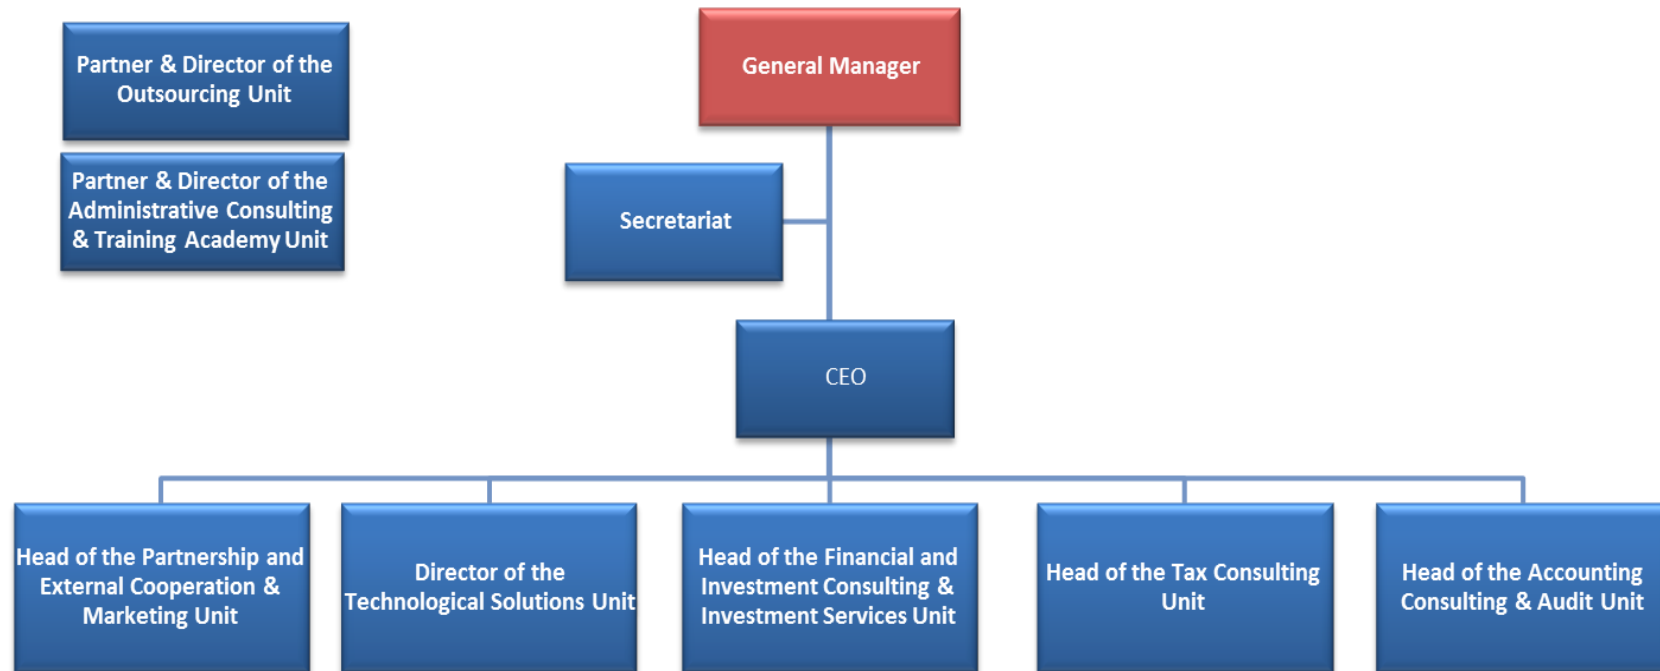 Partner & Director of the
Outsourcing Unit
General Manager
Partner & Director of the
Administrative Consulting
& Training Academy Unit
Secretariat
CEO
Head of the Partnership and
External Cooperation &
Marketing Unit
Director of the
Technological Solutions Unit
Head of the Financial and
Investment Consulting &
Investment Services Unit
Head of the Tax Consulting
Unit
Head of the Accounting
Consulting & Audit Unit